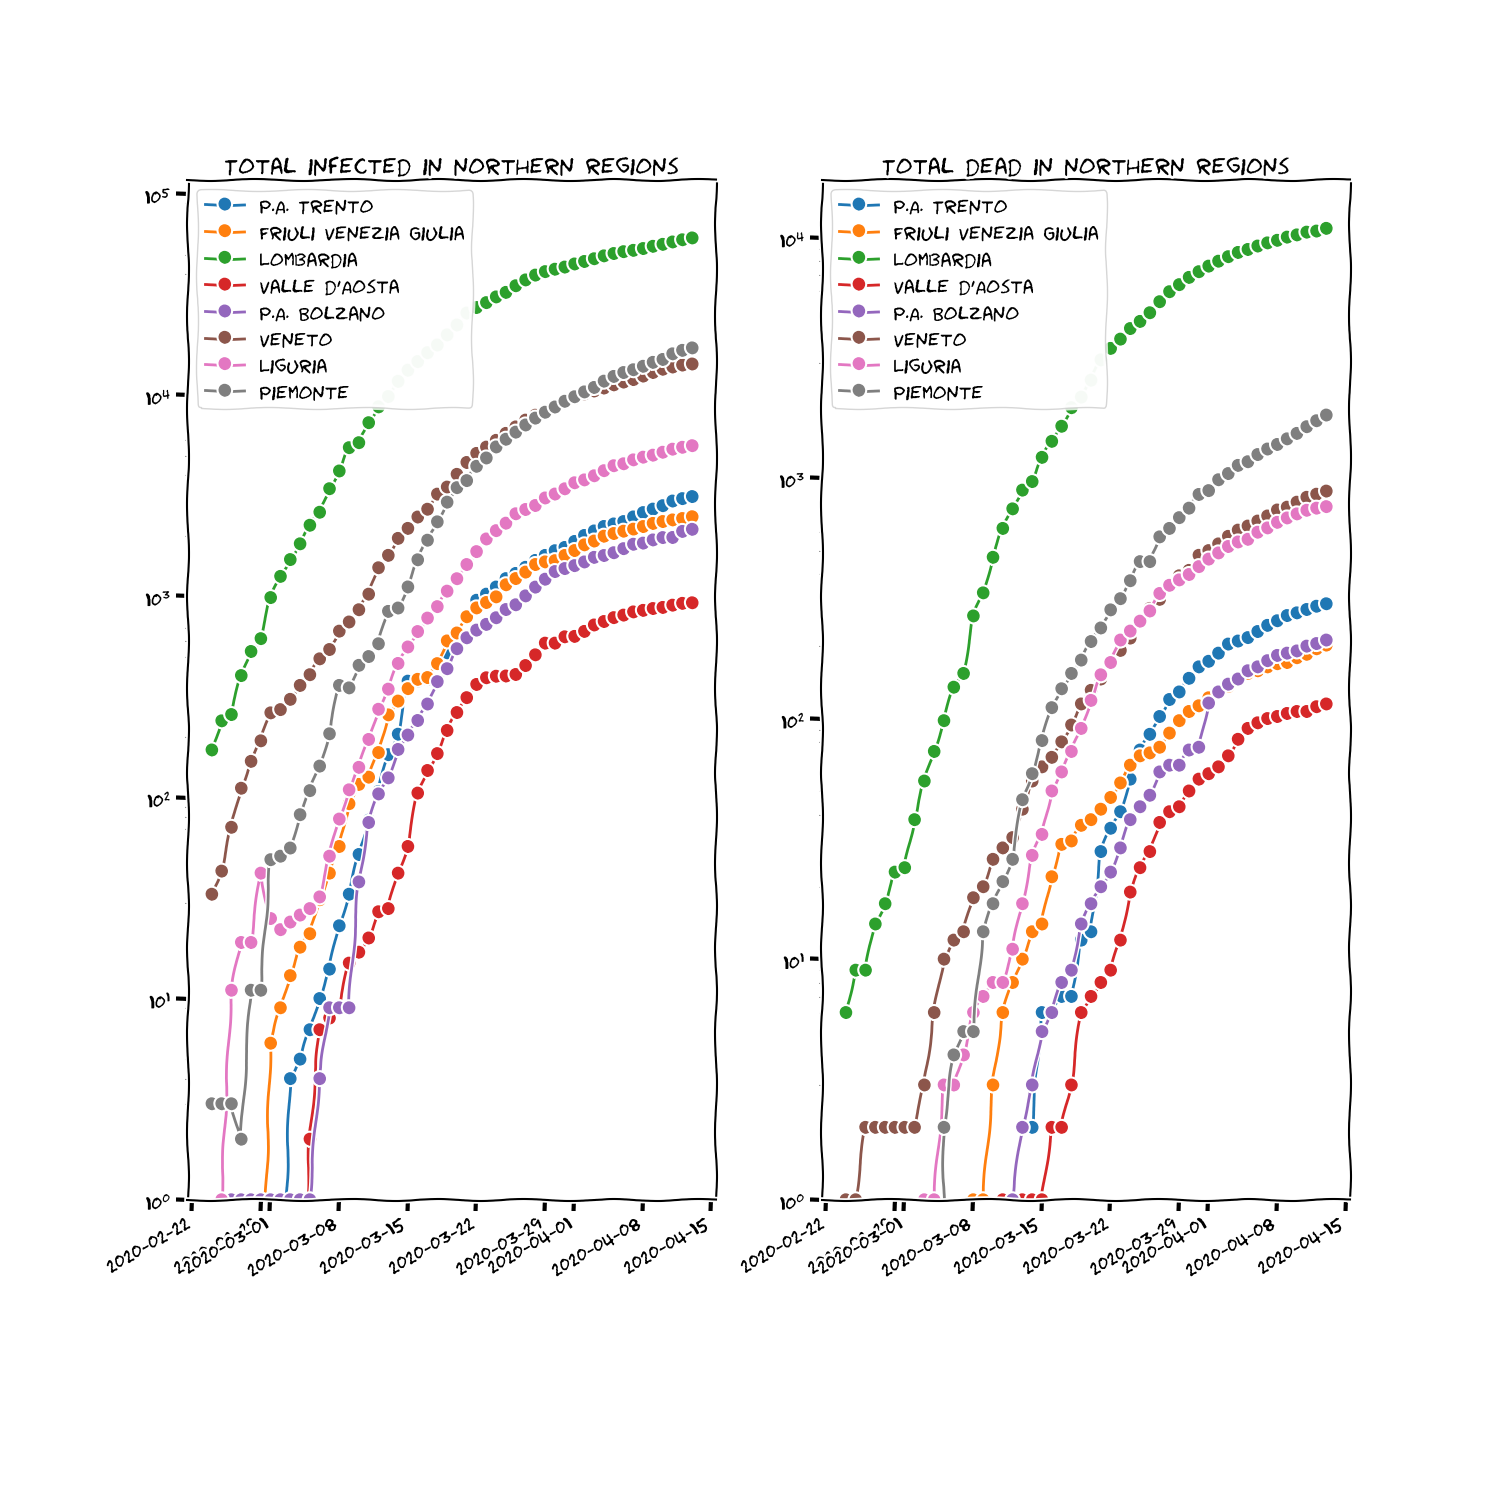 TOTAL INFECTED IN NORTHERN REGIONS
10⁵
10⁴
10³
10²
10¹
10⁰
P.A. TRENTO
FRIULI VENEZIA GIULIA
LOMBARDIA
VALLE D'AOSTA
P.A. BOLZANO
VENETO
LIGURIA
PIEMONTE
2020-02-22
2020-03-01
2020-03-08
2020-03-15
2020-03-22
2020-03-29
2020-04-01
2020-04-08
2020-04-15
TOTAL DEAD IN NORTHERN REGIONS
10⁴
10³
10²
10¹
10⁰
P.A. TRENTO
FRIULI VENEZIA GIULIA
LOMBARDIA
VALLE D'AOSTA
P.A. BOLZANO
VENETO
LIGURIA
PIEMONTE
2020-02-22
2020-03-01
2020-03-08
2020-03-15
2020-03-22
2020-03-29
2020-04-01
2020-04-08
2020-04-15